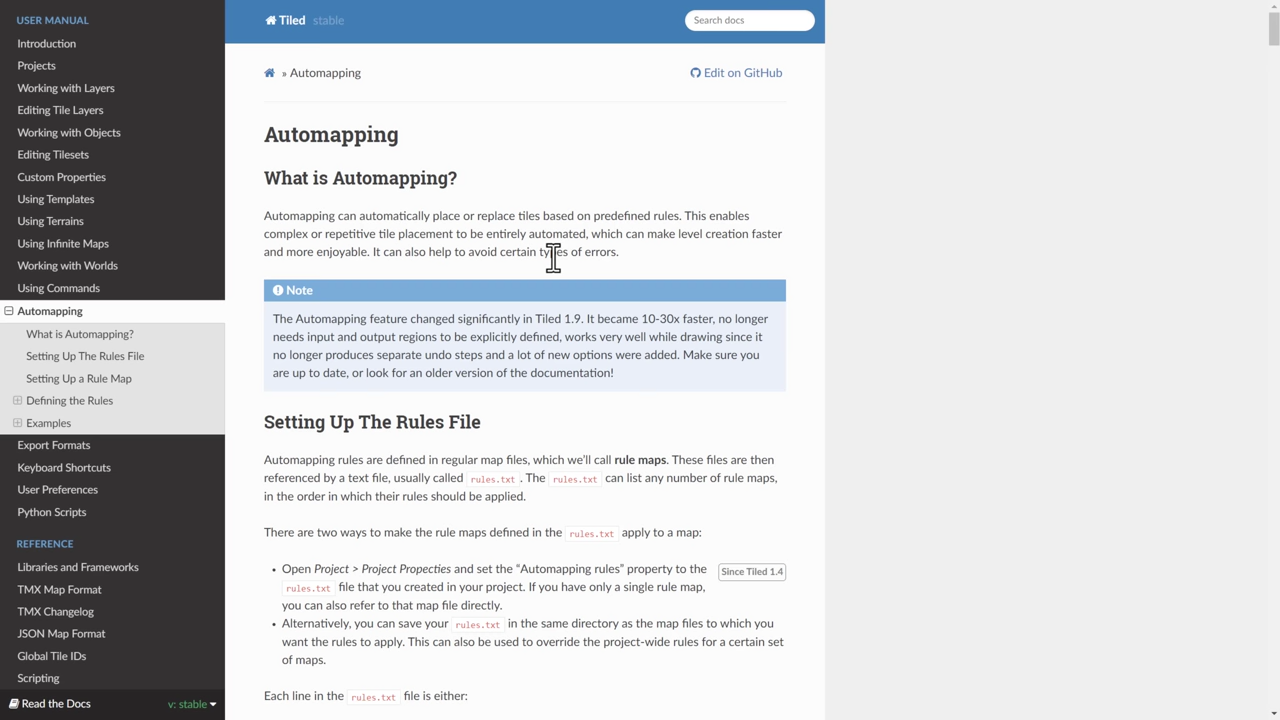 USER MANUAL
Introduction
Projects
Working with Layers
Editing Tile Layers
Working with Objects
Editing Tilesets
Custom Properties
Using Templates
Using Terrains
Using Infinite Maps
Working with Worlds
Using Commands
Automapping
What is Automapping?
Setting Up The Rules File
Setting Up a Rule Map
Defining the Rules
Examples
Export Formats
Keyboard Shortcuts
User Preferences
Python Scripts
REFERENCE
Libraries and Frameworks
TMX Map Format
TMX Changelog
JSON Map Format
Global Tile IDs
Scripting
Read the Docs v: stable
Tiled stable
Search docs
» Automapping
Edit on GitHub
Automapping
What is Automapping?
Automapping can automatically place or replace tiles based on predefined rules. This enables
complex or repetitive tile placement to be entirely automated, which can make level creation faster
and more enjoyable. It can also help to avoid certain types of errors.
Note
The Automapping feature changed significantly in Tiled 1.9. It became 10-30x faster, no longer
needs input and output regions to be explicitly defined, works very well while drawing since it
no longer produces separate undo steps and a lot of new options were added. Make sure you
are up to date, or look for an older version of the documentation!
Setting Up The Rules File
Automapping rules are defined in regular map files, which we'll call rule maps. These files are then
referenced by a text file, usually called rules.txt . The rules.txt can list any number of rule maps,
in the order in which their rules should be applied.
There are two ways to make the rule maps defined in the rules.txt apply to a map:
• Open Project > Project Propecties and set the “Automapping rules” property to the
rules.txt file that you created in your project. If you have only a single rule map,
you can also refer to that map file directly.
Since Tiled 1.4
• Alternatively, you can save your rules.txt in the same directory as the map files to which you
want the rules to apply. This can also be used to override the project-wide rules for a certain set
of maps.
Each line in the rules.txt file is either: